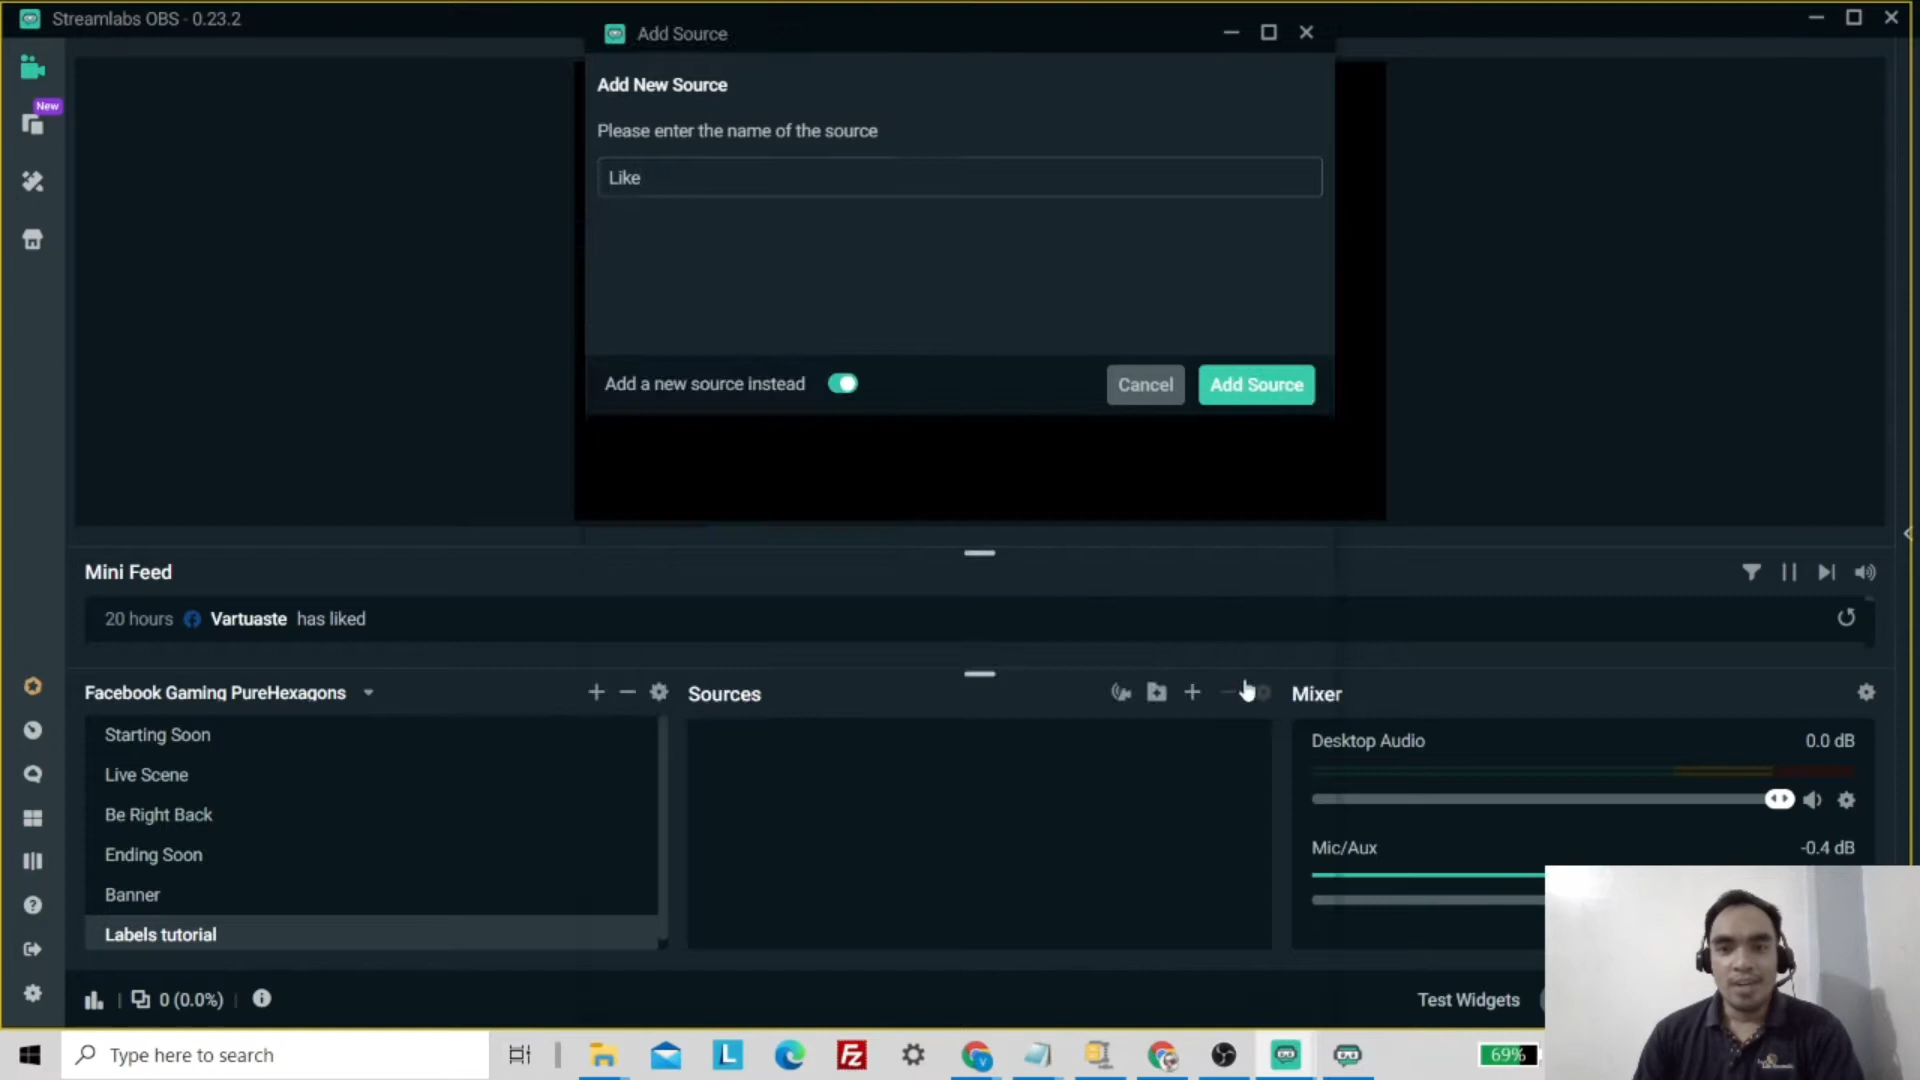 Streamlabs OBS - 0.23.2
Add Source
Add New Source
Please enter the name of the source
Like
Add a new source instead
Cancel
Add Source
New
Mini Feed
20 hours Vartuaste has liked
Facebook Gaming PureHexagons
Sources
Mixer
Starting Soon
Live Scene
Be Right Back
Ending Soon
Banner
Labels tutorial
Desktop Audio 0.0 dB
Mic/Aux -0.4 dB
0 (0.0%)
Test Widgets
Type here to search
69%